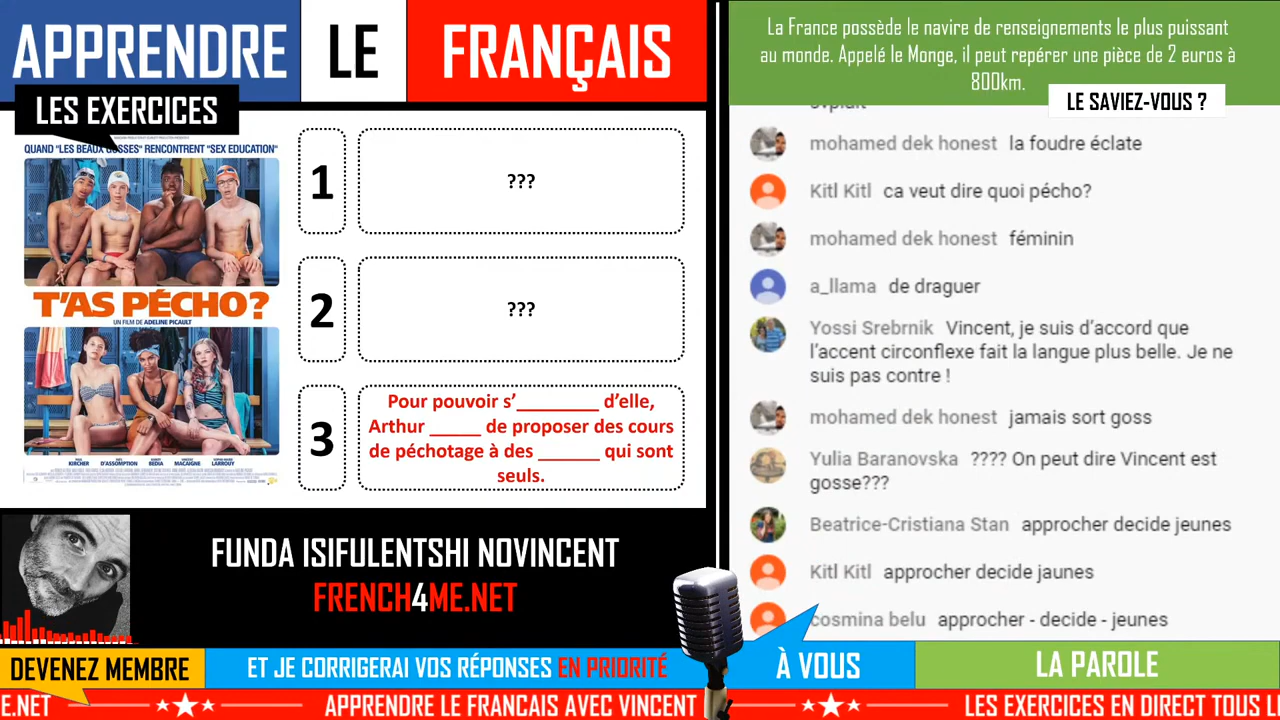 APPRENDRE LE FRANÇAIS
LES EXERCICES
QUAND "LES BEAUX GOSSES" RENCONTRENT "SEX EDUCATION"
T'AS PÉCHO?
UN FILM DE ADELINE PICAULT
PAUL KIRCHER
INÈS D'ASSOMPTION
VINCENT MACAIGNE
LARROUY
1
???
2
???
3
Pour pouvoir s'________ d'elle,
Arthur _____ de proposer des cours
de péchotage à des ______ qui sont
seuls.
FUNDA ISIFULENTSHI NOVINCENT
FRENCH4ME.NET
La France possède le navire de renseignements le plus puissant
au monde. Appelé le Monge, il peut repérer une pièce de 2 euros à
800km.
LE SAVIEZ-VOUS ?
mohamed dek honest la foudre éclate
Kitl Kitl ca veut dire quoi pécho?
mohamed dek honest féminin
a_llama de draguer
Yossi Srebrnik Vincent, je suis d'accord que
l'accent circonflexe fait la langue plus belle. Je ne
suis pas contre !
mohamed dek honest jamais sort goss
Yulia Baranovska ???? On peut dire Vincent est
gosse???
Beatrice-Cristiana Stan approcher decide jeunes
Kitl Kitl approcher decide jaunes
cosmina belu approcher - decide - jeunes
DEVENEZ MEMBRE
ET JE CORRIGERAI VOS RÉPONSES EN PRIORITÉ
À VOUS
LA PAROLE
E.NET
APPRENDRE LE FRANCAIS AVEC VINCENT
LES EXERCICES EN DIRECT TOUS L